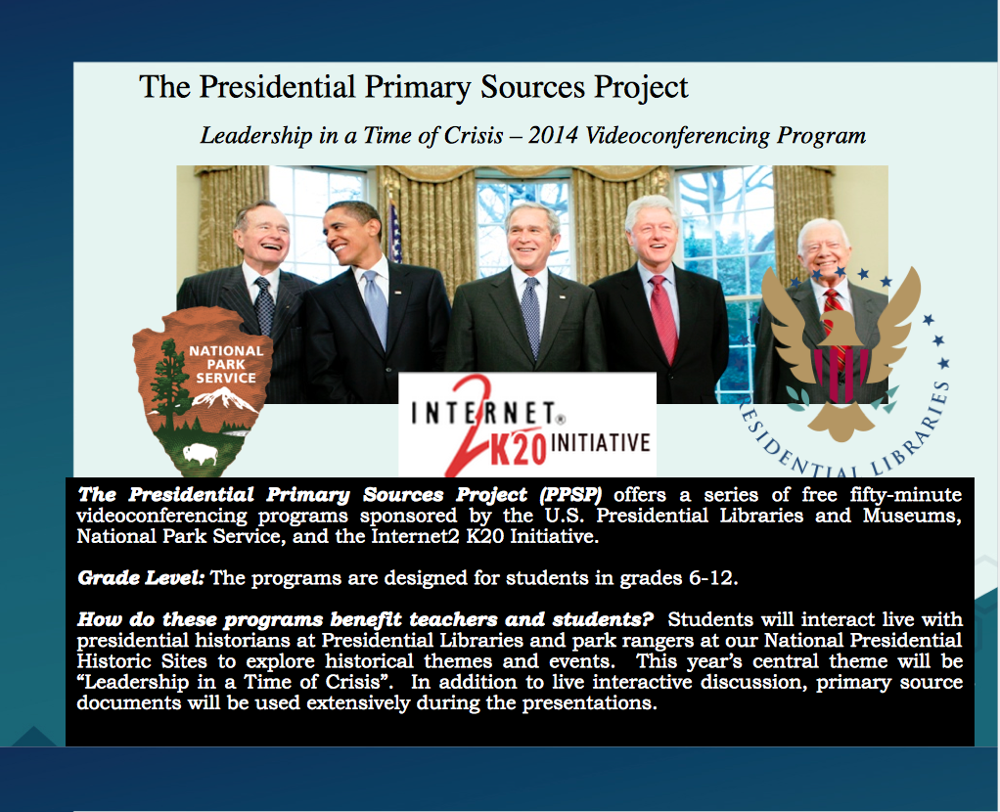 The Presidential Primary Sources Project
Leadership in a Time of Crisis – 2014 Videoconferencing Program
NATIONAL
PARK
SERVICE
INTERNET®
2
K20 INITIATIVE
RESIDENTIAL LIBRARIES
The Presidential Primary Sources Project (PPSP) offers a series of free fifty-minute
videoconferencing programs sponsored by the U.S. Presidential Libraries and Museums,
National Park Service, and the Internet2 K20 Initiative.
Grade Level: The programs are designed for students in grades 6-12.
How do these programs benefit teachers and students? Students will interact live with
presidential historians at Presidential Libraries and park rangers at our National Presidential
Historic Sites to explore historical themes and events. This year’s central theme will be
“Leadership in a Time of Crisis”. In addition to live interactive discussion, primary source
documents will be used extensively during the presentations.